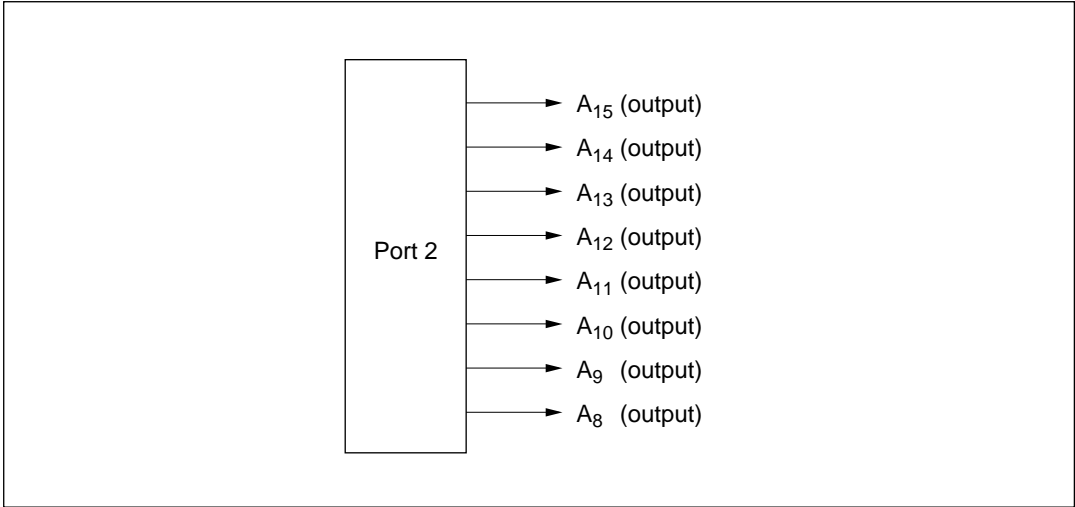 A15 (output)
A14 (output)
A13 (output)
A12 (output)
Port 2
A11 (output)
A10 (output)
A9 (output)
A8 (output)